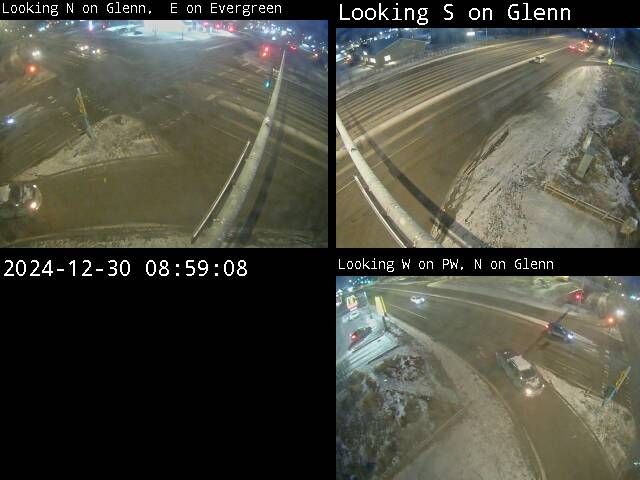 Looking N on Glenn,  E on Evergreen
Looking S on Glenn
2024-12-30 08:59:08
Looking W on PW, N on Glenn